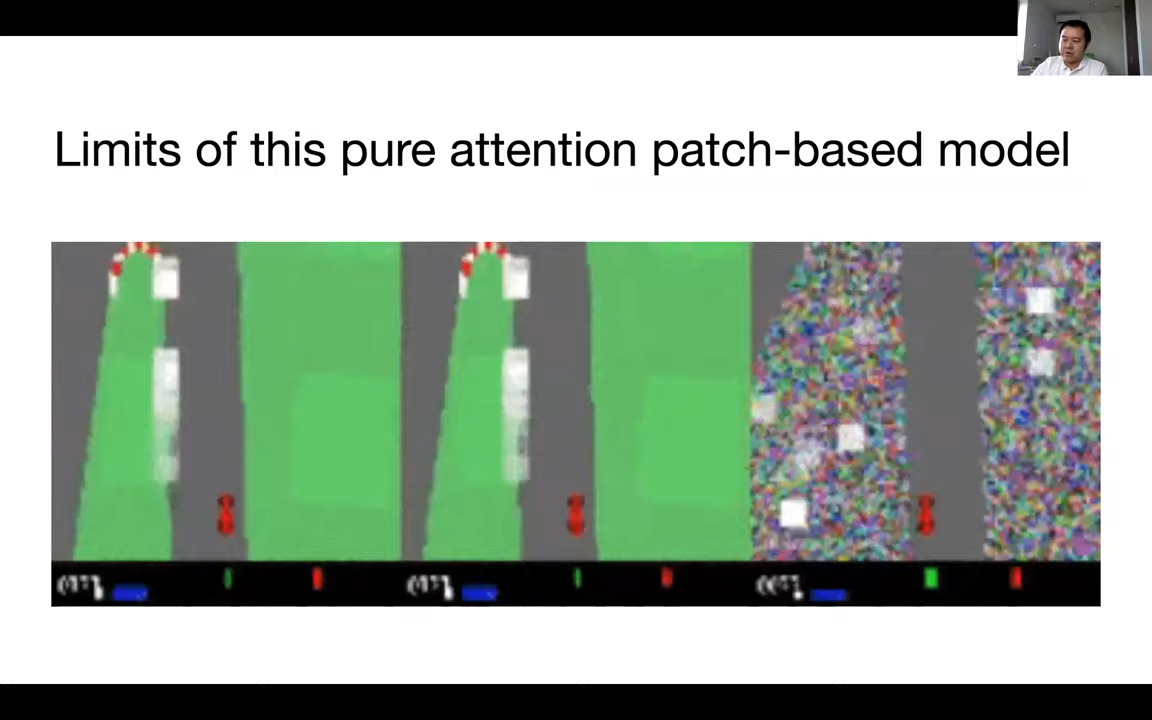 Limits of this pure attention patch-based model